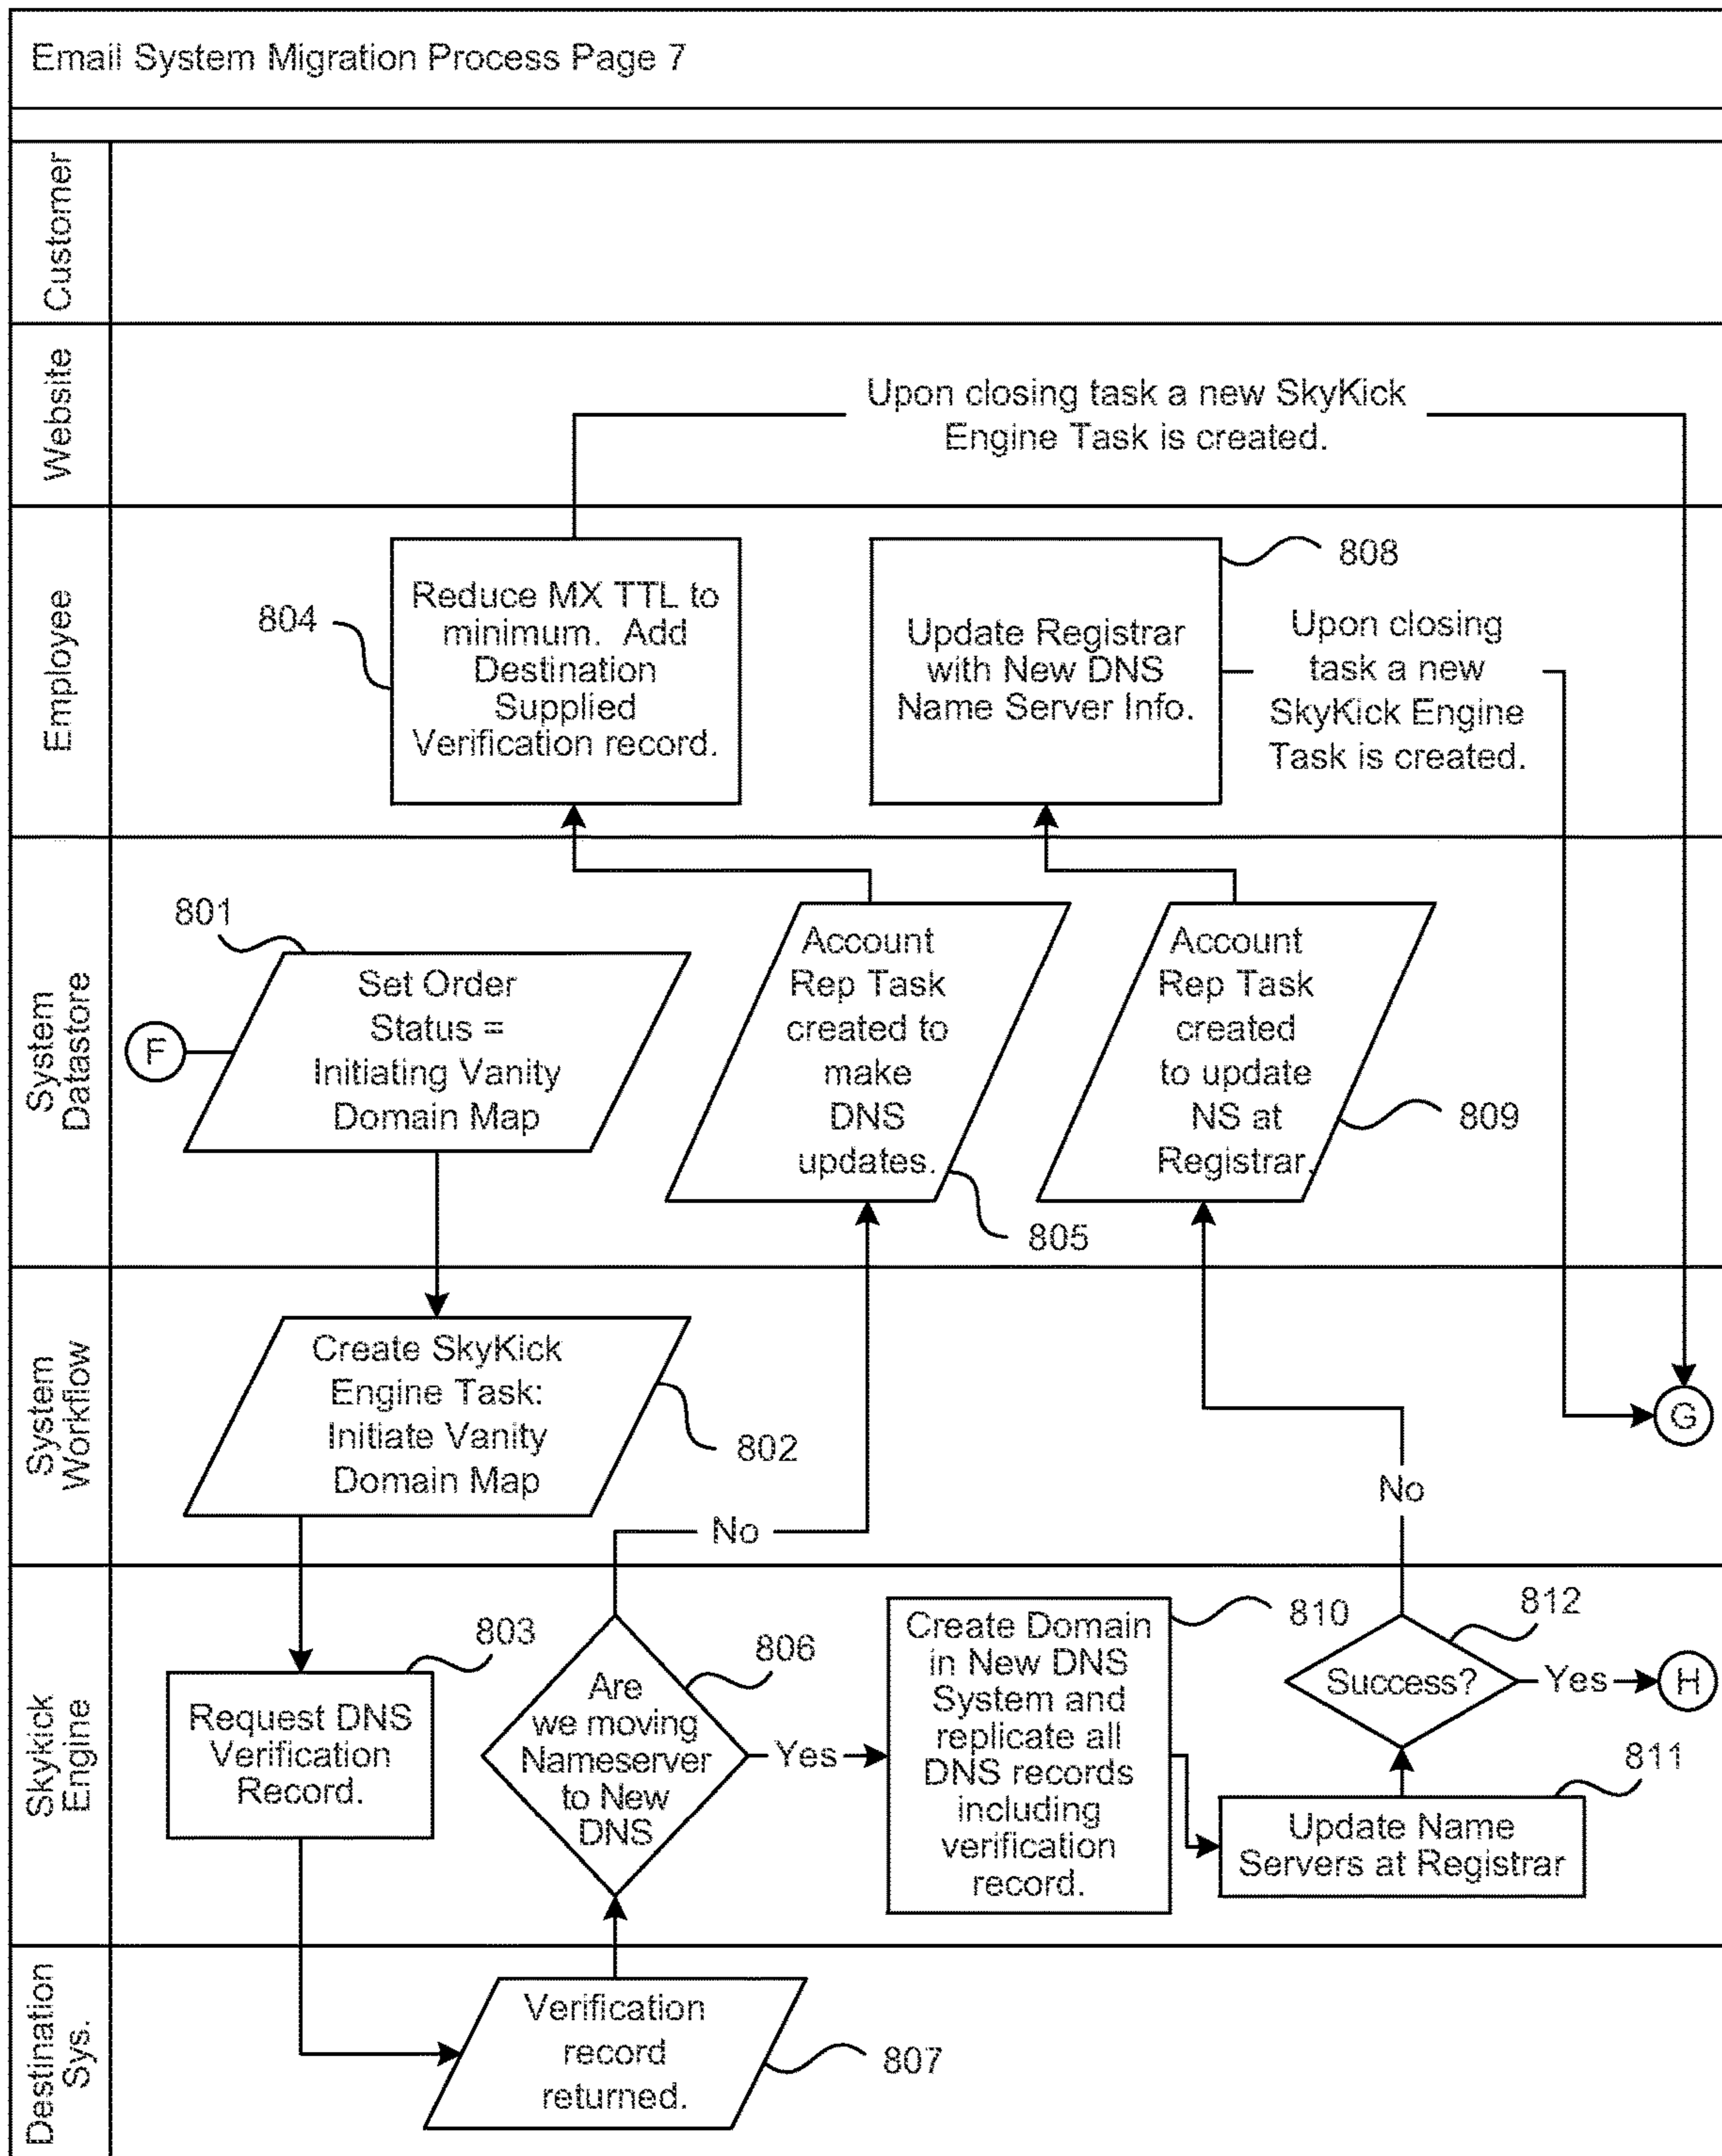 Email System Migration Process Page 7
Customer
Website
Upon closing task a new SkyKick
Engine Task is created.
Employee
804
Reduce MX TTL to
minimum. Add
Destination
Supplied
Verification record.
Update Registrar
with New DNS
Name Server Info.
808
Upon closing
task a new
SkyKick Engine
Task is created.
System
Datastore
F
801
Set Order
Status =
Initiating Vanity
Domain Map
Account
Rep Task
created to
make
DNS
updates.
805
Account
Rep Task
created
to update
NS at
Registrar.
809
System
Workflow
Create SkyKick
Engine Task:
Initiate Vanity
Domain Map
802
No
No
G
Skykick
Engine
Request DNS
Verification
Record.
803
Are
we moving
Nameserver
to New
DNS
806
Yes
Create Domain
in New DNS
System and
replicate all
DNS records
including
verification
record.
810
Success?
812
Yes
H
Update Name
Servers at Registrar
811
Destination
Sys.
Verification
record
returned.
807